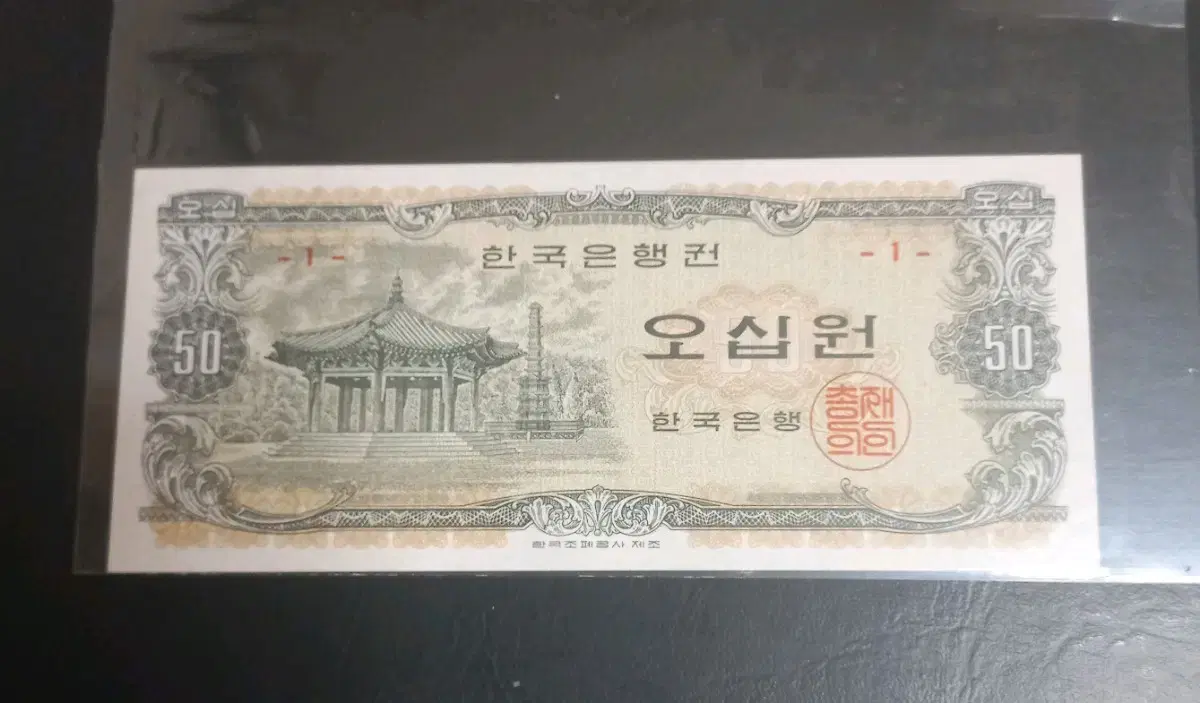 오십 오십
-1- 한국은행권 -1-
오십원
50 50
한국은행
총재의인
한국조폐공사 제조